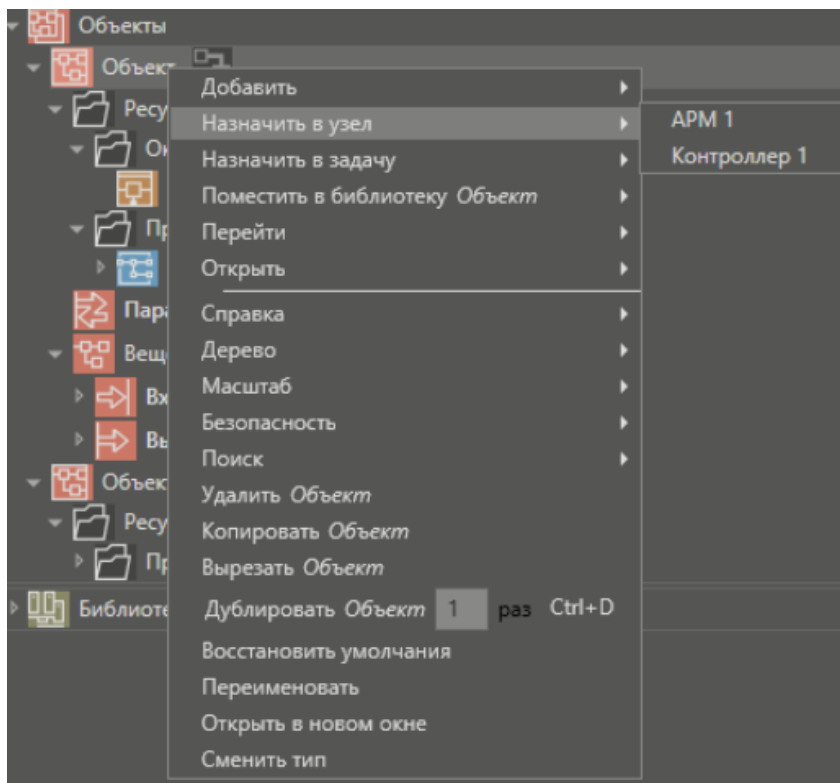 Объекты
Объект
Добавить
Назначить в узел
АРМ 1
Назначить в задачу
Контроллер 1
Поместить в библиотеку Объект
Перейти
Открыть
Справка
Дерево
Масштаб
Безопасность
Поиск
Удалить Объект
Копировать Объект
Вырезать Объект
Дублировать Объект 1 раз Ctrl+D
Восстановить умолчания
Переименовать
Открыть в новом окне
Сменить тип